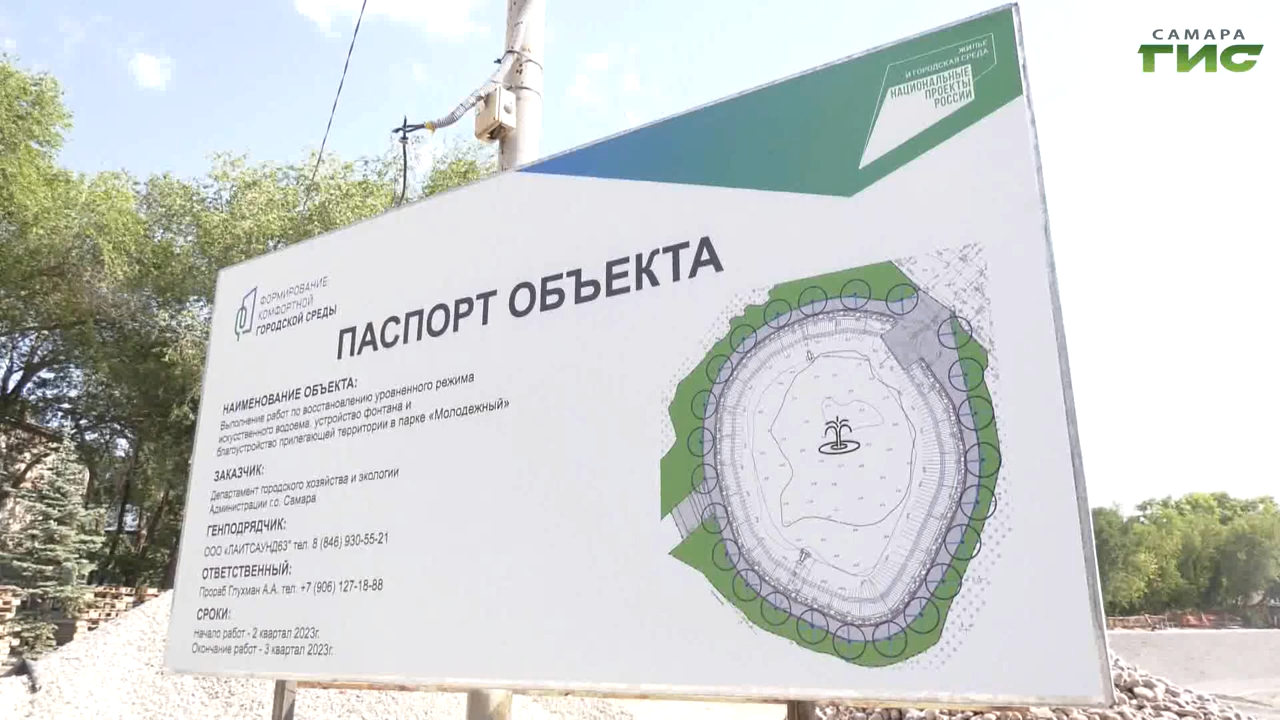 САМАРА
ГИС
ЖИЛЬЕ
И ГОРОДСКАЯ СРЕДА
НАЦИОНАЛЬНЫЕ
ПРОЕКТЫ
РОССИИ
ФОРМИРОВАНИЕ
КОМФОРТНОЙ
ГОРОДСКОЙ СРЕДЫ
ПАСПОРТ ОБЪЕКТА
НАИМЕНОВАНИЕ ОБЪЕКТА:
Выполнение работ по восстановлению уровненного режима
искусственного водоема, устройство фонтана и
благоустройство прилегающей территории в парке «Молодежный»
ЗАКАЗЧИК:
Департамент городского хозяйства и экологии
Администрации г.о. Самара
ГЕНПОДРЯДЧИК:
ООО «ЛАЙТСАУНД63" тел. 8 (846) 930-55-21
ОТВЕТСТВЕННЫЙ:
Прораб Глухман А.А. тел. +7 (906) 127-18-88
СРОКИ:
Начало работ - 2 квартал 2023г.
Окончание работ - 3 квартал 2023г.